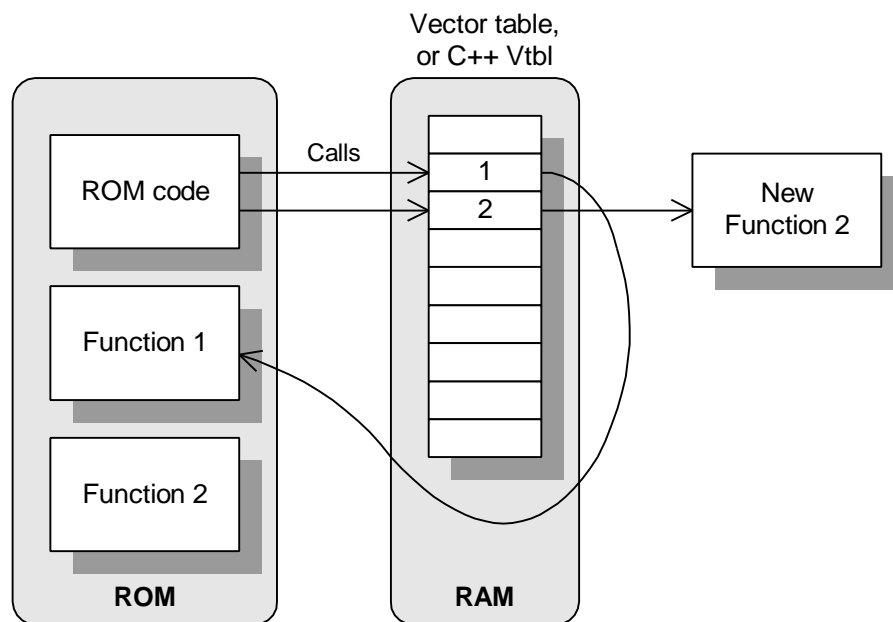 Vector table,
or C++ Vtbl
ROM code
Calls
1
2
New
Function 2
Function 1
Function 2
ROM
RAM